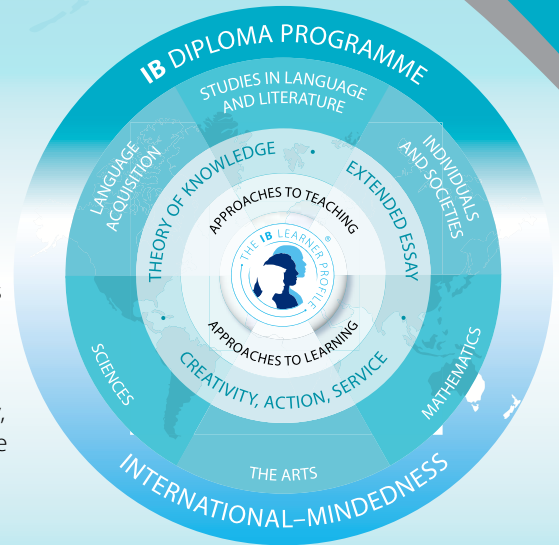 IB DIPLOMA PROGRAMME
STUDIES IN LANGUAGE
AND LITERATURE
LANGUAGE
ACQUISITION
INDIVIDUALS
AND SOCIETIES
THEORY OF KNOWLEDGE
EXTENDED ESSAY
APPROACHES TO TEACHING
THE IB LEARNER PROFILE®
APPROACHES TO LEARNING
CREATIVITY, ACTION, SERVICE
SCIENCES
MATHEMATICS
THE ARTS
INTERNATIONAL–MINDEDNESS